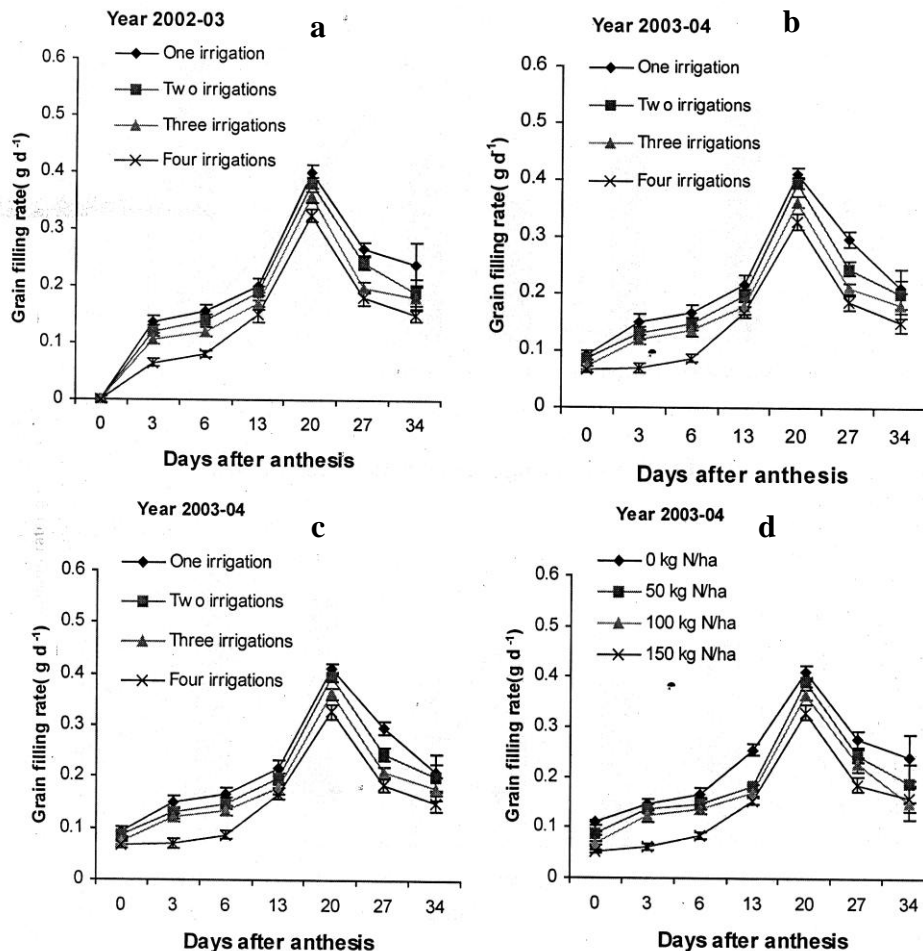 Year 2002-03
a
One irrigation
Two irrigations
Three irrigations
Four irrigations
Grain filling rate( g d⁻¹)
0.6
0.5
0.4
0.3
0.2
0.1
0
0 3 6 13 20 27 34
Days after anthesis
Year 2003-04
b
One irrigation
Two irrigations
Three irrigations
Four irrigations
Grain filling rate( g d⁻¹)
0.6
0.5
0.4
0.3
0.2
0.1
0
0 3 6 13 20 27 34
Days after anthesis
Year 2003-04
c
One irrigation
Two irrigations
Three irrigations
Four irrigations
Grain filling rate( g d⁻¹)
0.6
0.5
0.4
0.3
0.2
0.1
0
0 3 6 13 20 27 34
Days after anthesis
Year 2003-04
d
0 kg N/ha
50 kg N/ha
100 kg N/ha
150 kg N/ha
Grain filling rate(g d⁻¹)
0.6
0.5
0.4
0.3
0.2
0.1
0
0 3 6 13 20 27 34
Days after anthesis